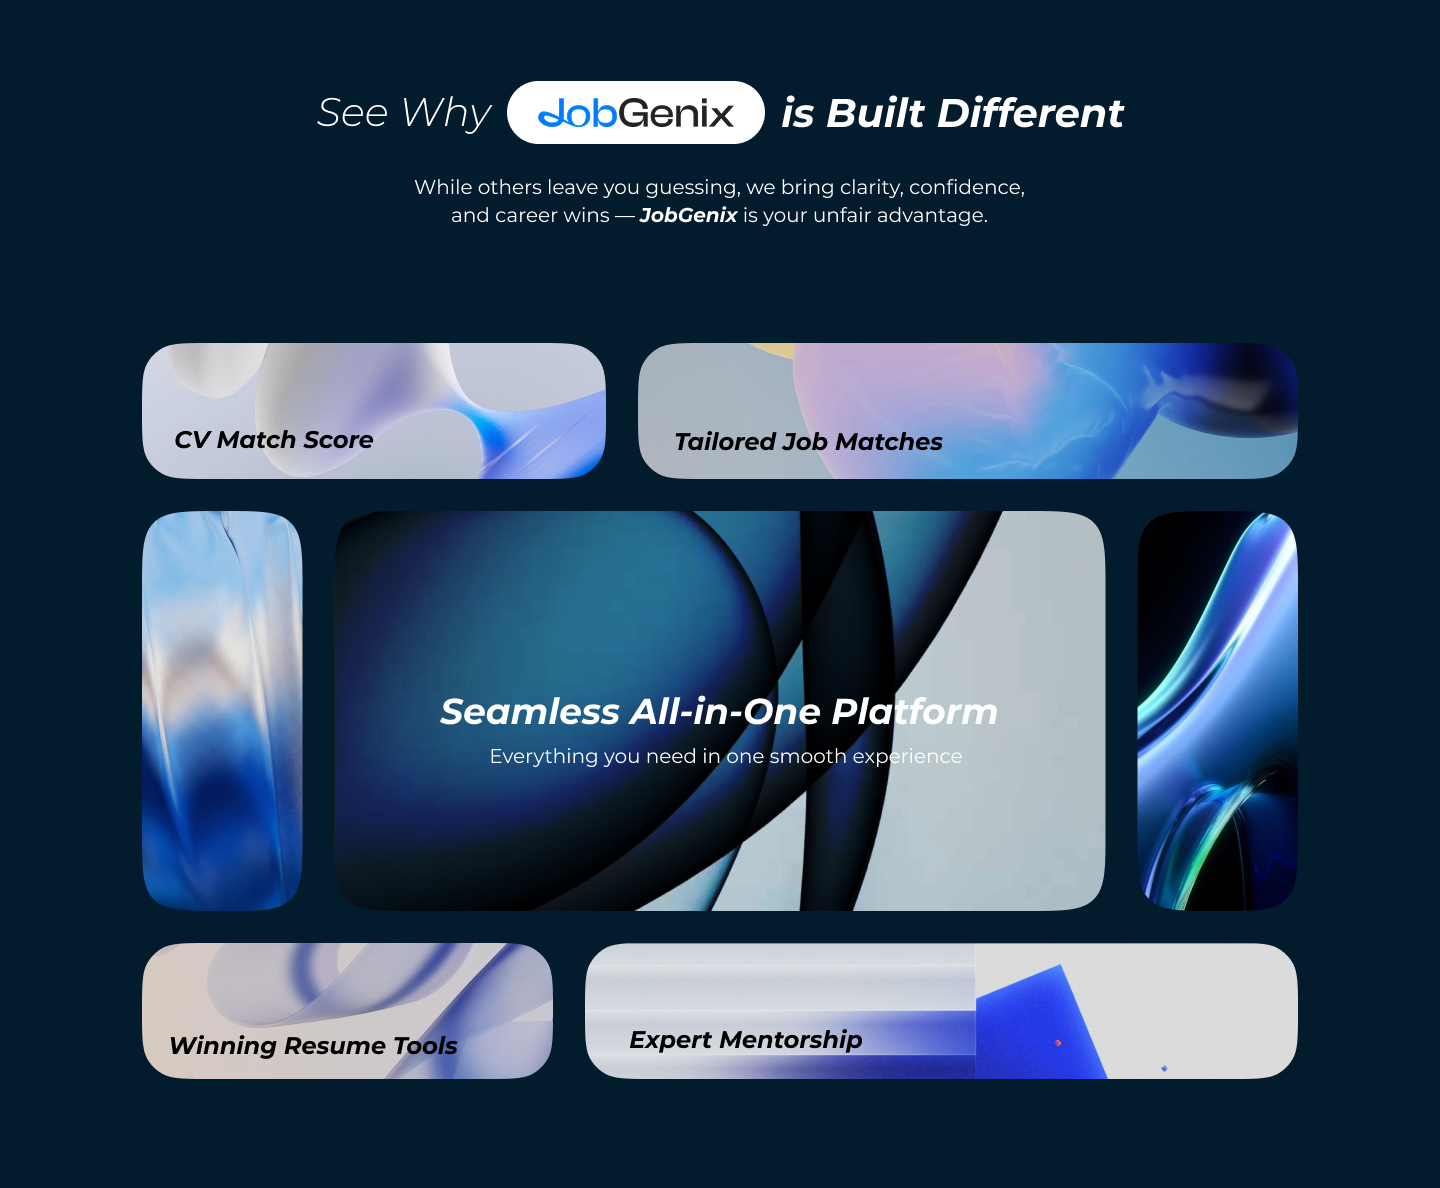 See Why JobGenix is Built Different
While others leave you guessing, we bring clarity, confidence,
and career wins — JobGenix is your unfair advantage.
CV Match Score
Tailored Job Matches
Seamless All-in-One Platform
Everything you need in one smooth experience
Winning Resume Tools
Expert Mentorship